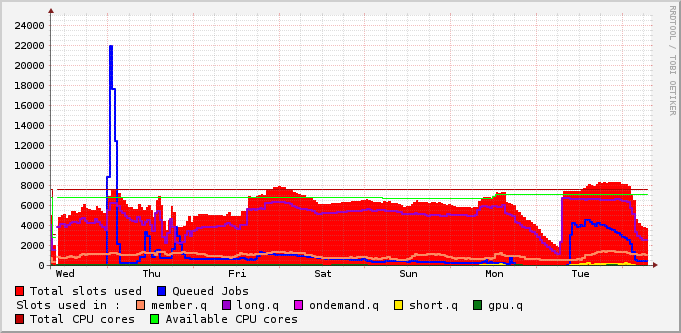 24000
22000
20000
18000
16000
14000
12000
10000
8000
6000
4000
2000
0
Wed Thu Fri Sat Sun Mon Tue
RRDTOOL / TOBI OETIKER
Total slots used Queued Jobs
Slots used in : member.q long.q ondemand.q short.q gpu.q
Total CPU cores Available CPU cores